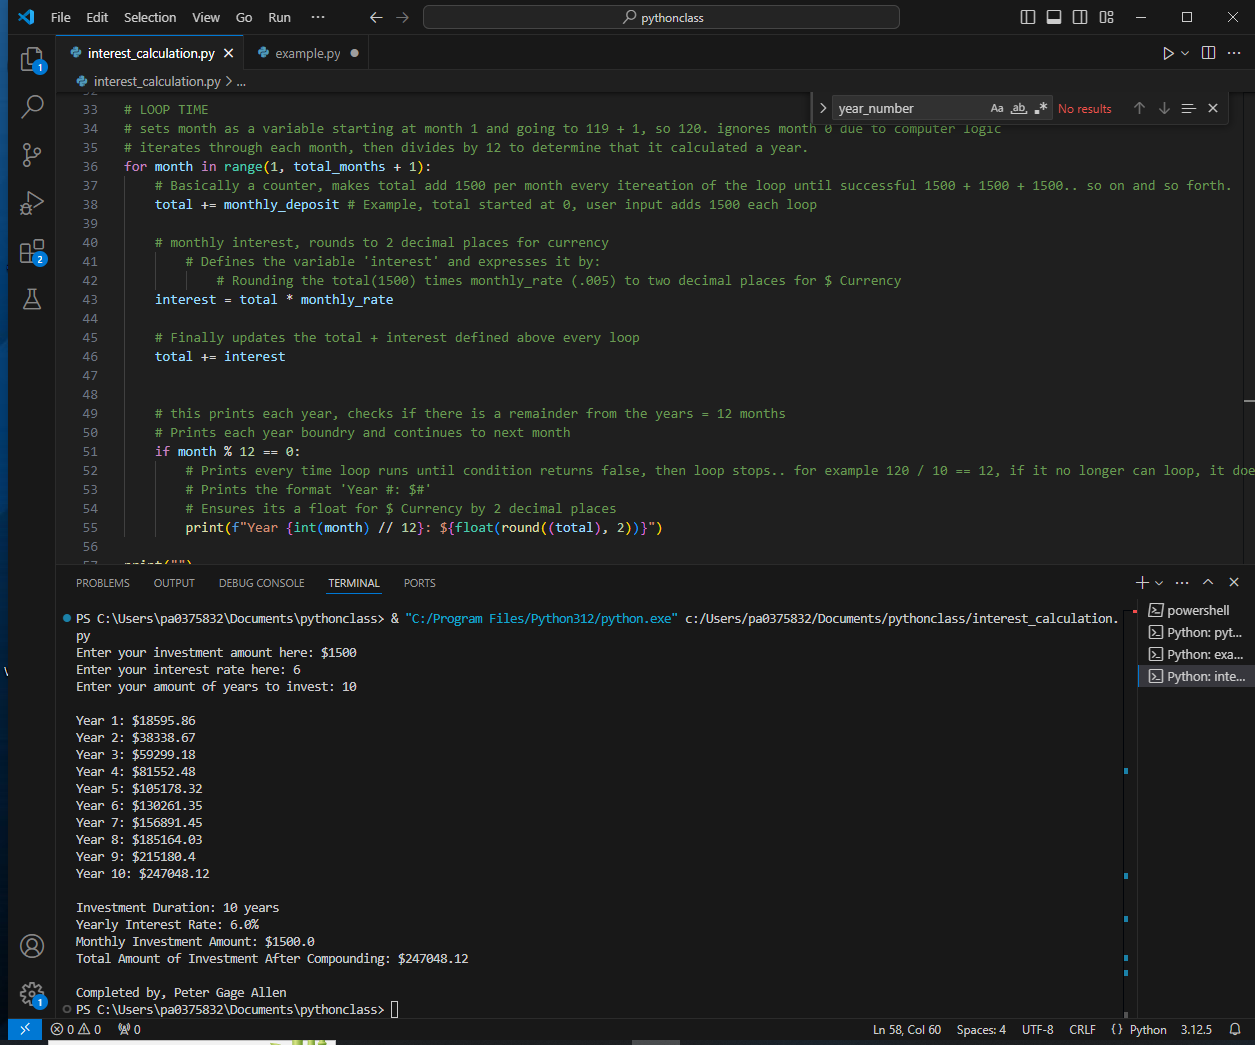 File Edit Selection View Go Run ··· pythonclass
interest_calculation.py example.py
interest_calculation.py > ...
year_number Aa ab .* No results
33 # LOOP TIME
34 # sets month as a variable starting at month 1 and going to 119 + 1, so 120. ignores month 0 due to computer logic
35 # iterates through each month, then divides by 12 to determine that it calculated a year.
36 for month in range(1, total_months + 1):
37 # Basically a counter, makes total add 1500 per month every itereation of the loop until successful 1500 + 1500 + 1500.. so on and so forth.
38 total += monthly_deposit # Example, total started at 0, user input adds 1500 each loop
39
40 # monthly interest, rounds to 2 decimal places for currency
41 # Defines the variable 'interest' and expresses it by:
42 # Rounding the total(1500) times monthly_rate (.005) to two decimal places for $ Currency
43 interest = total * monthly_rate
44
45 # Finally updates the total + interest defined above every loop
46 total += interest
47
48
49 # this prints each year, checks if there is a remainder from the years = 12 months
50 # Prints each year boundry and continues to next month
51 if month % 12 == 0:
52 # Prints every time loop runs until condition returns false, then loop stops.. for example 120 / 10 == 12, if it no longer can loop, it doe
53 # Prints the format 'Year #: $#'
54 # Ensures its a float for $ Currency by 2 decimal places
55 print(f"Year {int(month) // 12}: ${float(round((total), 2))}")
56
57 print("")
PROBLEMS OUTPUT DEBUG CONSOLE TERMINAL PORTS
PS C:\Users\pa0375832\Documents\pythonclass> & "C:/Program Files/Python312/python.exe" c:/Users/pa0375832/Documents/pythonclass/interest_calculation.
py
Enter your investment amount here: $1500
Enter your interest rate here: 6
Enter your amount of years to invest: 10
Year 1: $18595.86
Year 2: $38338.67
Year 3: $59299.18
Year 4: $81552.48
Year 5: $105178.32
Year 6: $130261.35
Year 7: $156891.45
Year 8: $185164.03
Year 9: $215180.4
Year 10: $247048.12
Investment Duration: 10 years
Yearly Interest Rate: 6.0%
Monthly Investment Amount: $1500.0
Total Amount of Investment After Compounding: $247048.12
Completed by, Peter Gage Allen
PS C:\Users\pa0375832\Documents\pythonclass>
powershell
Python: pyt...
Python: exa...
Python: inte...
1
2
1
0 0 0 Ln 58, Col 60 Spaces: 4 UTF-8 CRLF {} Python 3.12.5